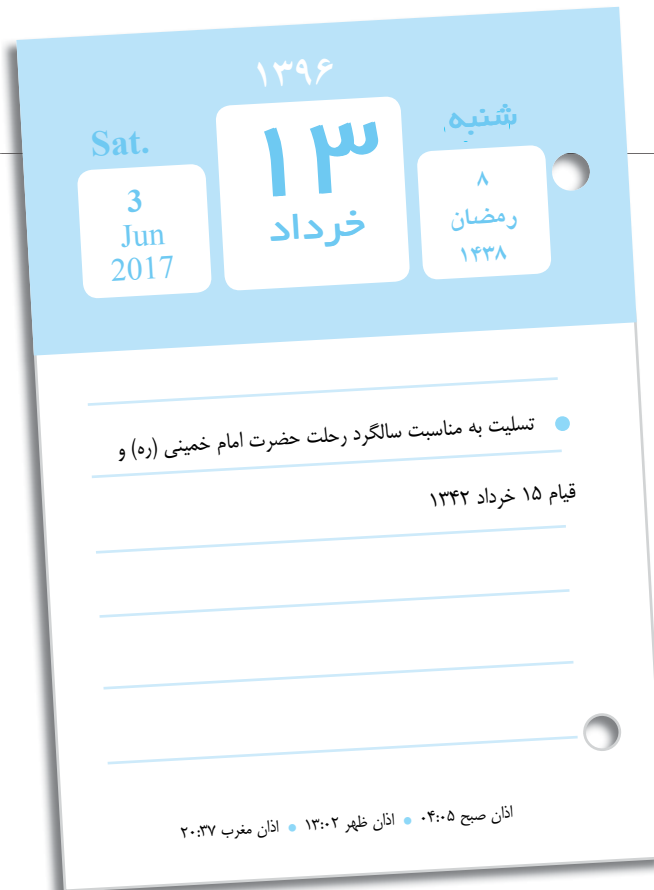 ۱۳۹۶
شنبه
۸
رمضان
۱۴۳۸
۱۳
خرداد
Sat.
3
Jun
2017
تسلیت به مناسبت سالگرد رحلت حضرت امام خمینی (ره) و
قیام ۱۵ خرداد ۱۳۴۲
اذان صبح ۰۴:۰۵ • اذان ظهر ۱۳:۰۲ • اذان مغرب ۲۰:۳۷